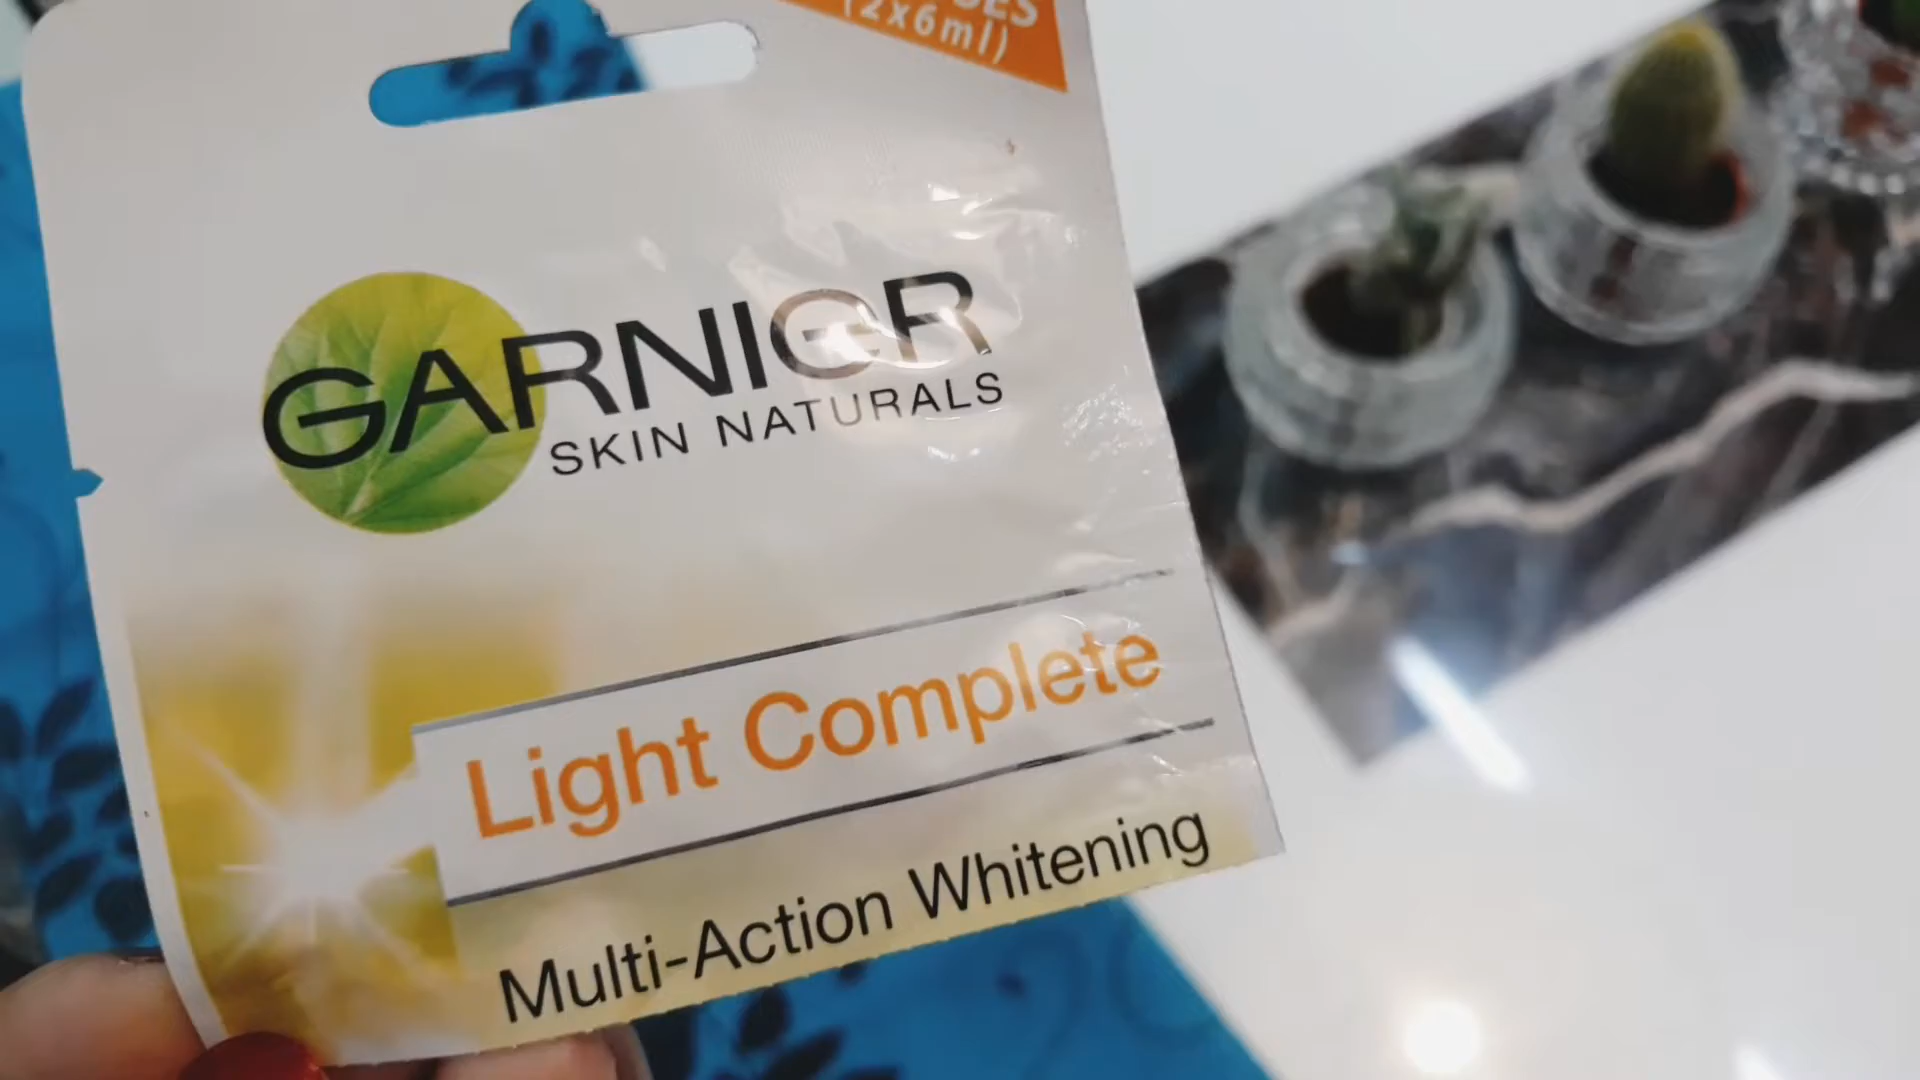 (2x6ml)
GARNIER
SKIN NATURALS
Light Complete
Multi-Action Whitening